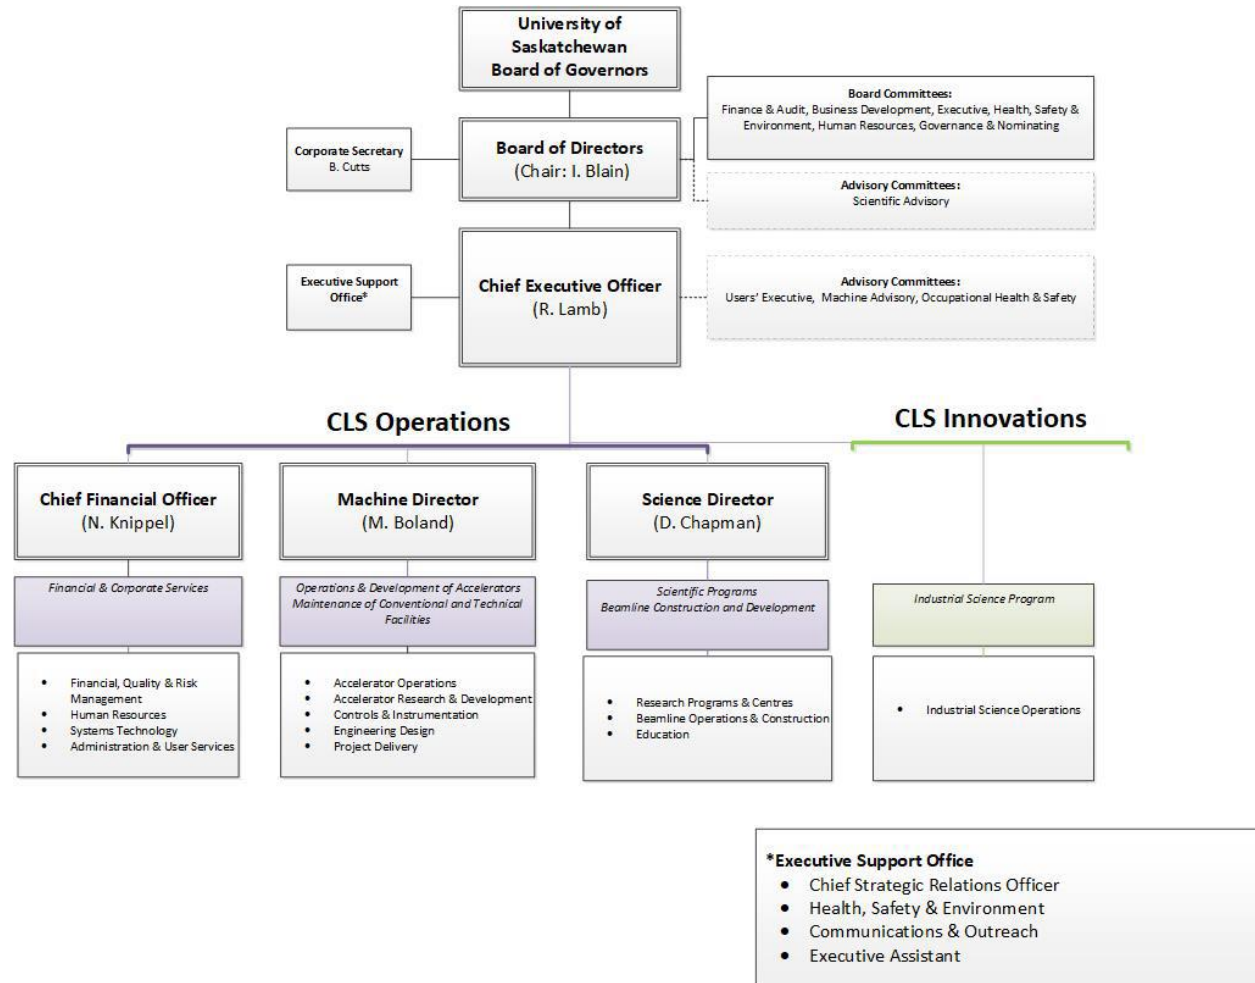 University of
Saskatchewan
Board of Governors
Board Committees:
Finance & Audit, Business Development, Executive, Health, Safety &
Environment, Human Resources, Governance & Nominating
Corporate Secretary
B. Cutts
Board of Directors
(Chair: I. Blain)
Advisory Committees:
Scientific Advisory
Executive Support
Office*
Chief Executive Officer
(R. Lamb)
Advisory Committees:
Users' Executive, Machine Advisory, Occupational Health & Safety
CLS Operations
CLS Innovations
Chief Financial Officer
(N. Knippel)
Machine Director
(M. Boland)
Science Director
(D. Chapman)
Financial & Corporate Services
Operations & Development of Accelerators
Maintenance of Conventional and Technical
Facilities
Scientific Programs
Beamline Construction and Development
Industrial Science Program
• Financial, Quality & Risk
Management
• Human Resources
• Systems Technology
• Administration & User Services
• Accelerator Operations
• Accelerator Research & Development
• Controls & Instrumentation
• Engineering Design
• Project Delivery
• Research Programs & Centres
• Beamline Operations & Construction
• Education
• Industrial Science Operations
*Executive Support Office
• Chief Strategic Relations Officer
• Health, Safety & Environment
• Communications & Outreach
• Executive Assistant